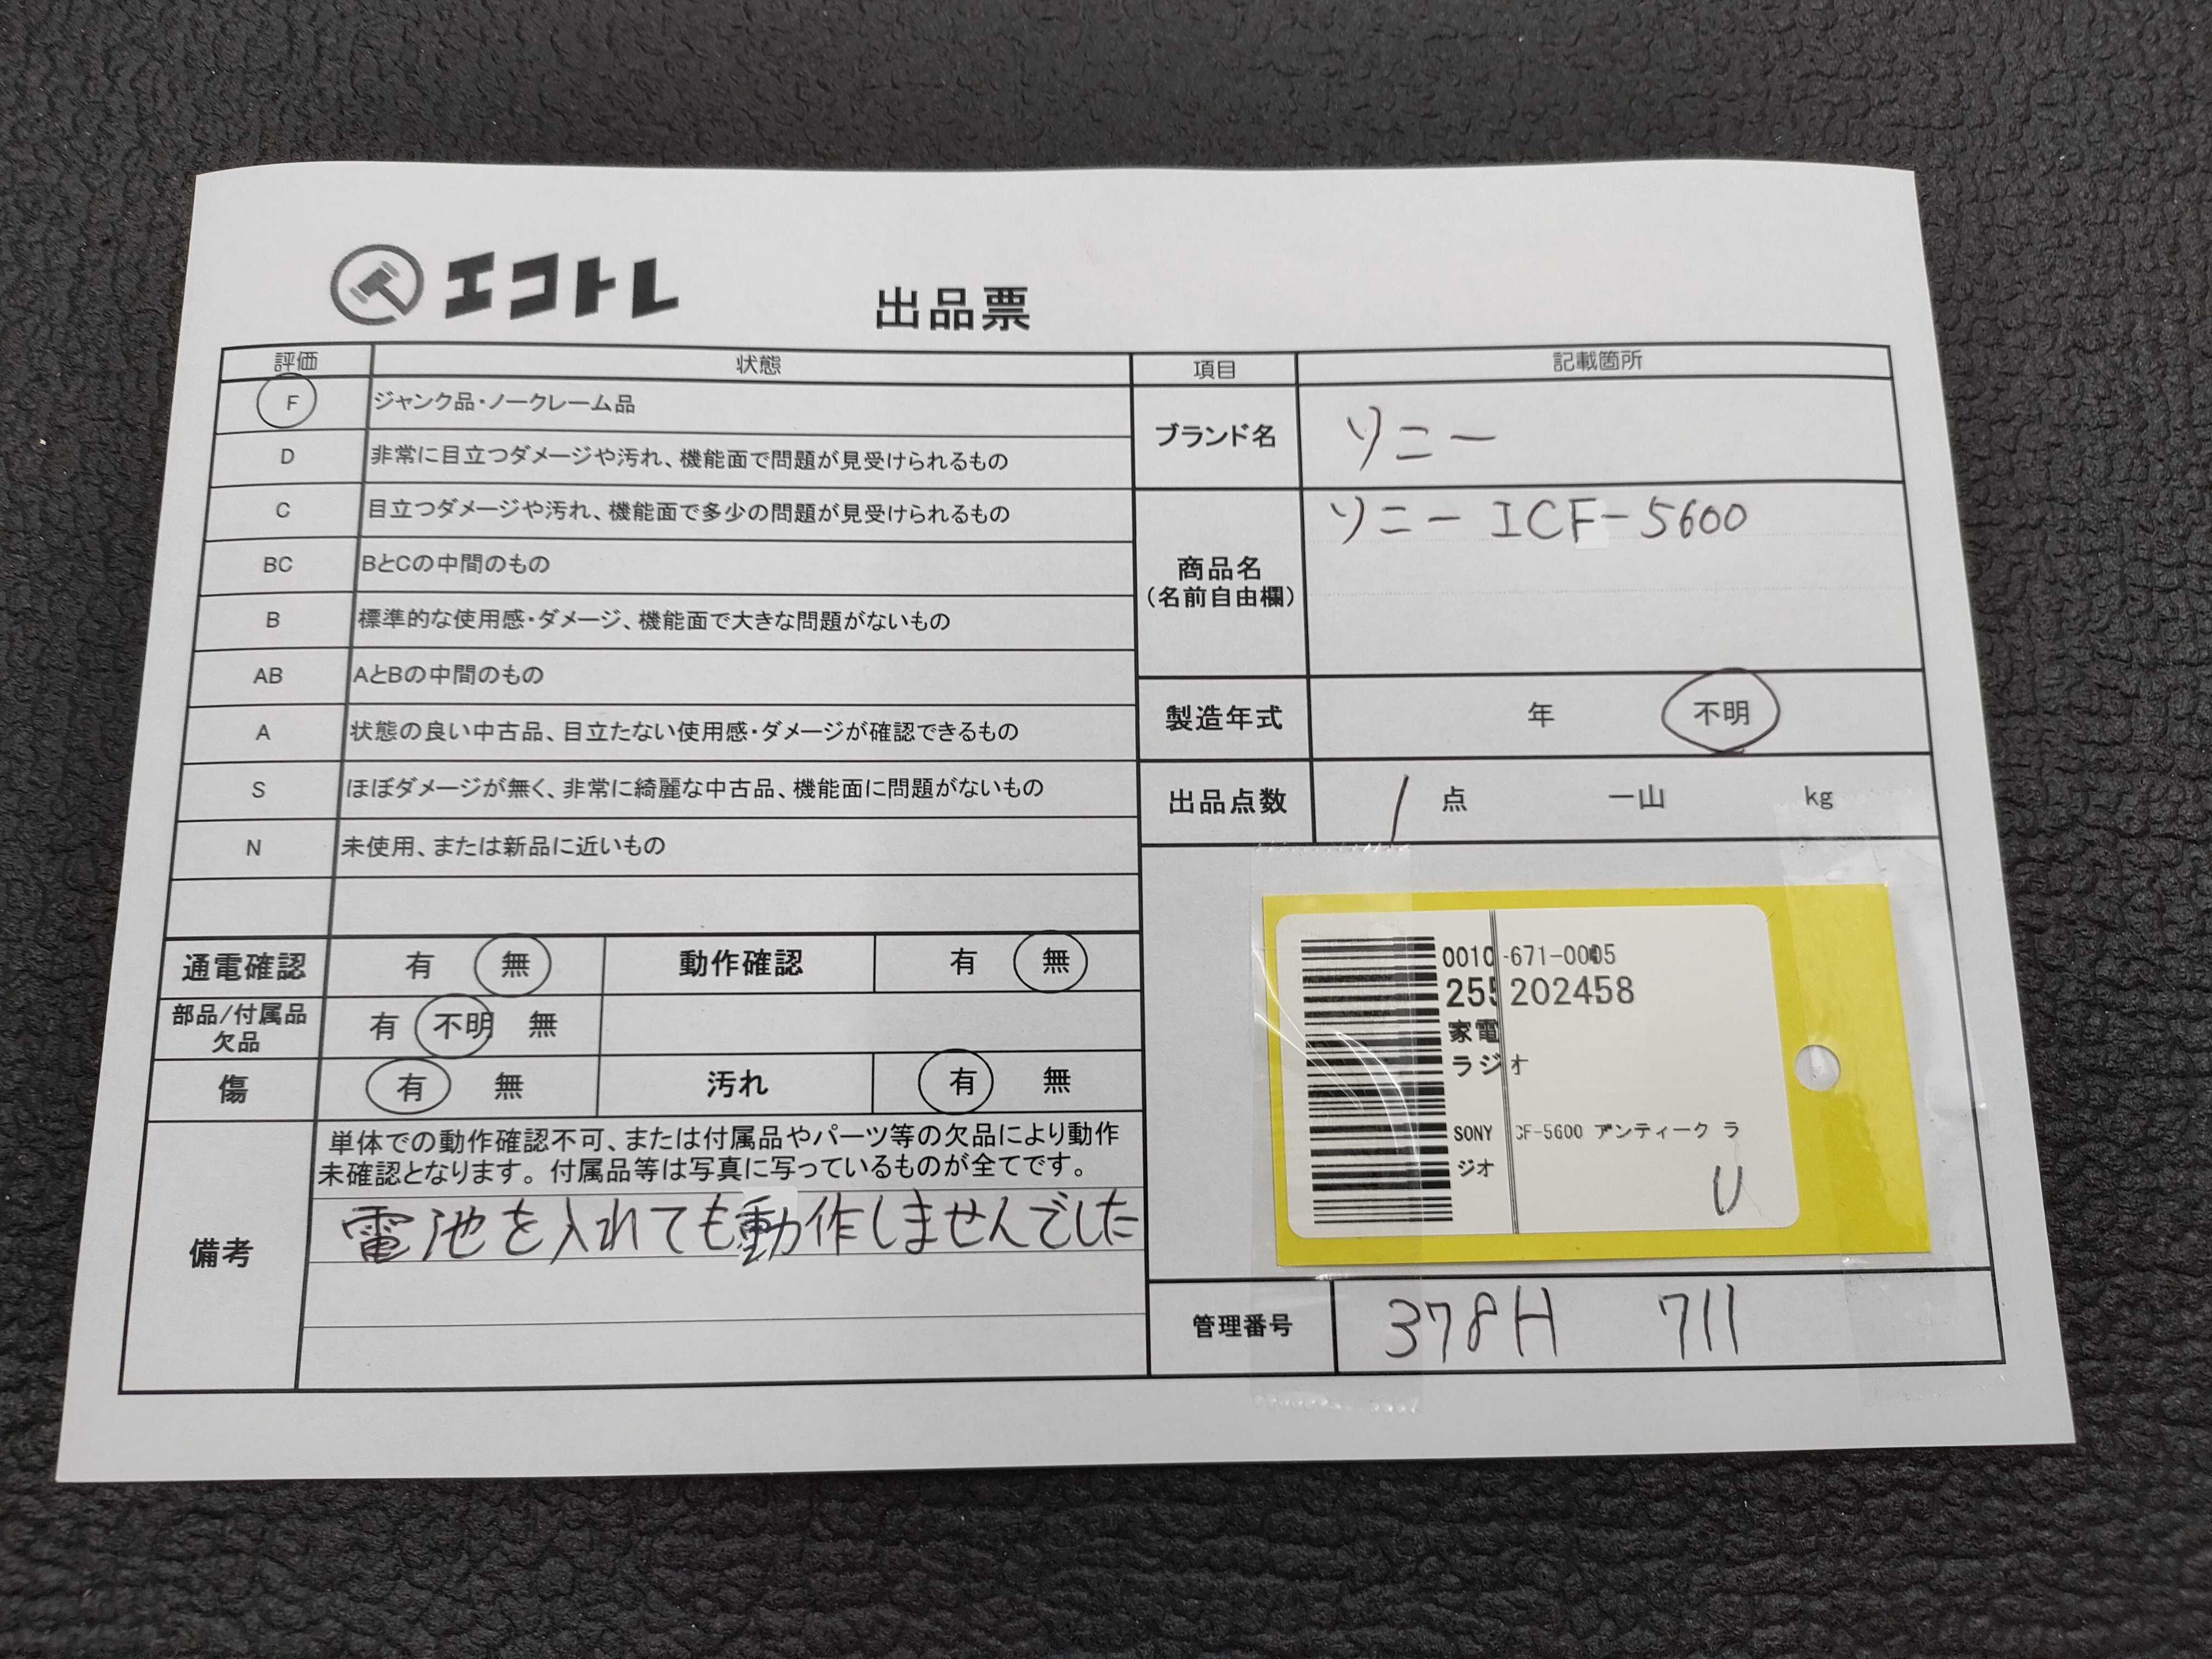 エコトレ 出品票
評価 状態
F ジャンク品・ノークレーム品
D 非常に目立つダメージや汚れ、機能面で問題が見受けられるもの
C 目立つダメージや汚れ、機能面で多少の問題が見受けられるもの
BC BとCの中間のもの
B 標準的な使用感・ダメージ、機能面で大きな問題がないもの
AB AとBの中間のもの
A 状態の良い中古品、目立たない使用感・ダメージが確認できるもの
S ほぼダメージが無く、非常に綺麗な中古品、機能面に問題がないもの
N 未使用、または新品に近いもの
通電確認 有 無 動作確認 有 無
部品/付属品
欠品
有 不明 無
傷 有 無 汚れ 有 無
備考
単体での動作確認不可、または付属品やパーツ等の欠品により動作
未確認となります。付属品等は写真に写っているものが全てです。
電池を入れても動作しませんでした
項目 記載箇所
ブランド名 ソニー
商品名
(名前自由欄)
ソニー ICF-5600
製造年式 年 不明
出品点数 1 点 一山 kg
0010-671-0005
255202458
家電
ラジオ
SONY CF-5600 アンティーク ラ
ジオ
U
管理番号 378H 711